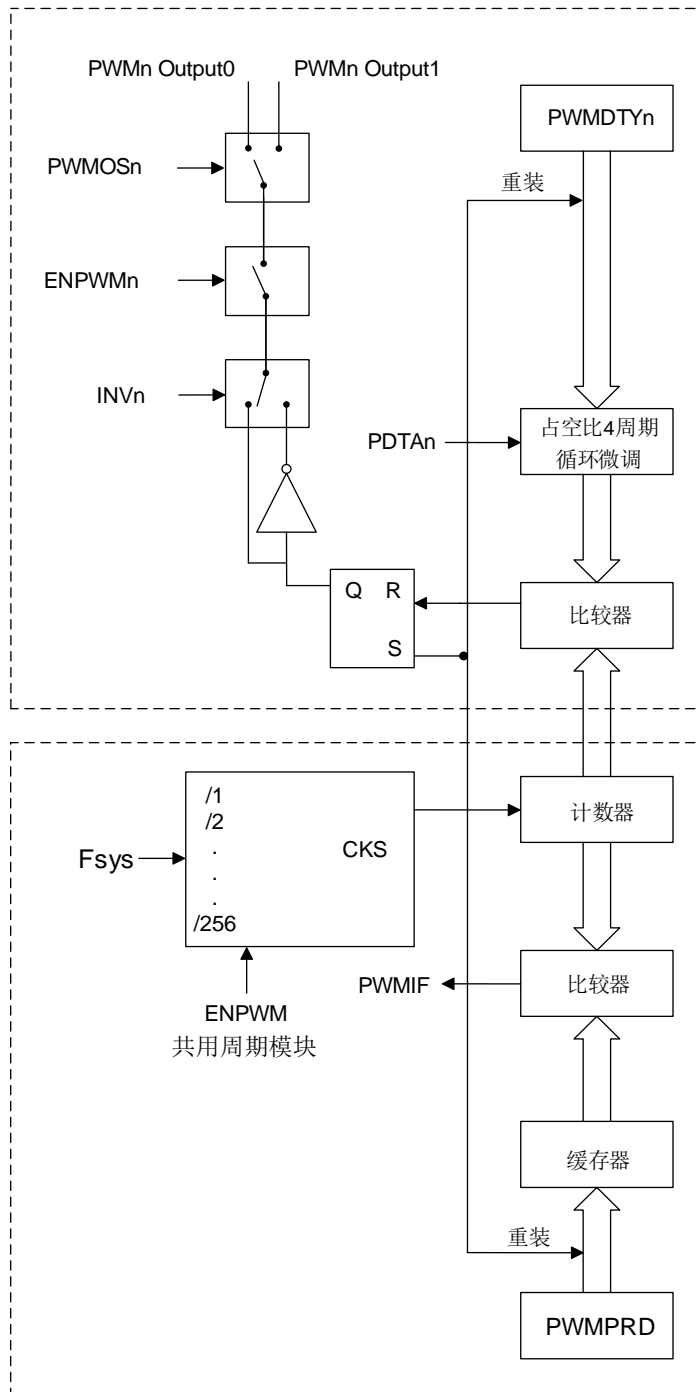 PWMn Output0
PWMn Output1
PWMDTYn
PWMOSn
重装
ENPWMn
INVn
PDTAn
占空比4周期
循环微调
Q
R
S
比较器
/1
/2
.
.
.
/256
CKS
Fsys
计数器
ENPWM
共用周期模块
PWMIF
比较器
缓存器
重装
PWMPRD